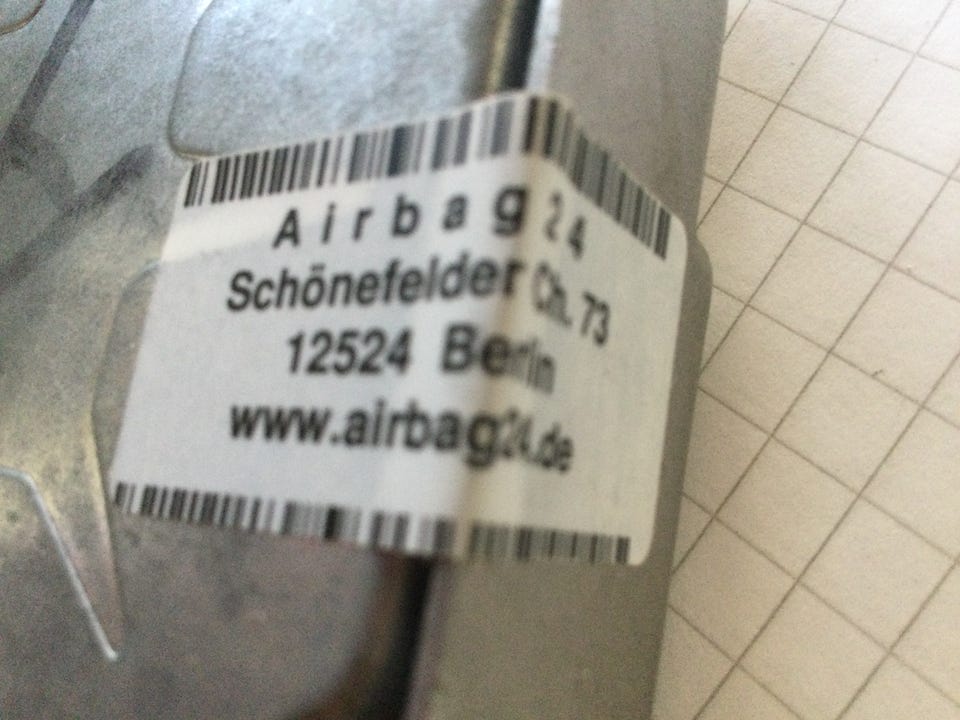 Airbag24
Schönefelder Ch. 73
12524 Berlin
www.airbag24.de